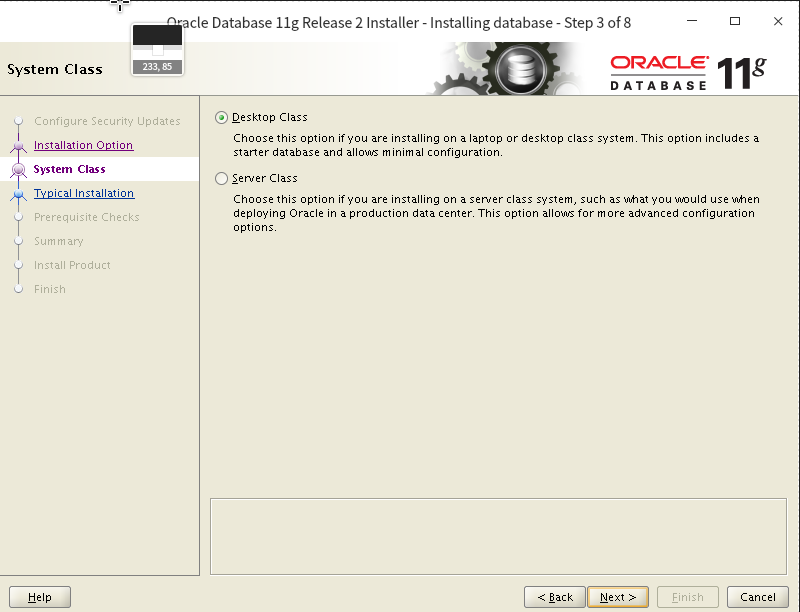 Oracle Database 11g Release 2 Installer - Installing database - Step 3 of 8
233, 85
System Class
ORACLE
DATABASE
11g
Configure Security Updates
Installation Option
System Class
Typical Installation
Prerequisite Checks
Summary
Install Product
Finish
Desktop Class
Choose this option if you are installing on a laptop or desktop class system. This option includes a
starter database and allows minimal configuration.
Server Class
Choose this option if you are installing on a server class system, such as what you would use when
deploying Oracle in a production data center. This option allows for more advanced configuration
options.
Help
< Back
Next >
Finish
Cancel